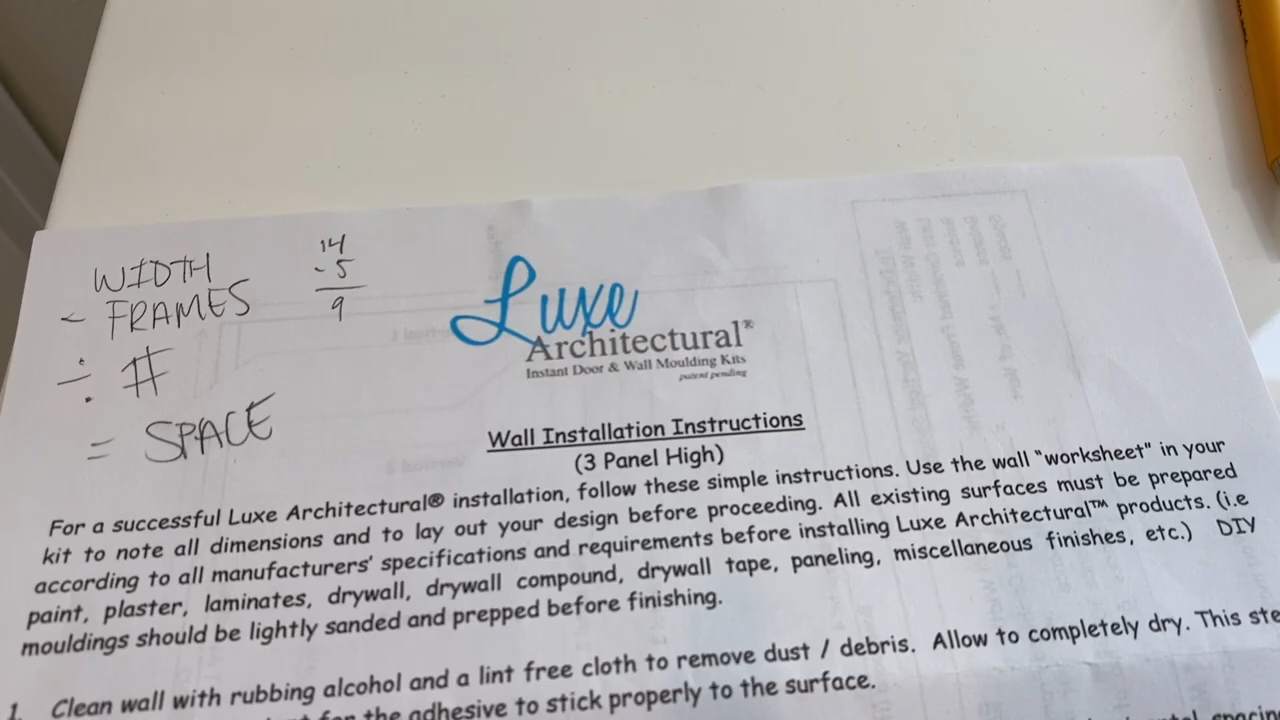 WIDTH
- FRAMES
÷ #
= SPACE
14
- 5
9
Luxe
Architectural®
Instant Door & Wall Moulding Kits
patent pending
Wall Installation Instructions
(3 Panel High)
For a successful Luxe Architectural® installation, follow these simple instructions. Use the wall "worksheet" in your
kit to note all dimensions and to lay out your design before proceeding. All existing surfaces must be prepared
according to all manufacturers' specifications and requirements before installing Luxe Architectural™ products. (i.e
paint, plaster, laminates, drywall, drywall compound, drywall tape, paneling, miscellaneous finishes, etc.) DIY
mouldings should be lightly sanded and prepped before finishing.
1. Clean wall with rubbing alcohol and a lint free cloth to remove dust / debris. Allow to completely dry. This ste
for the adhesive to stick properly to the surface.